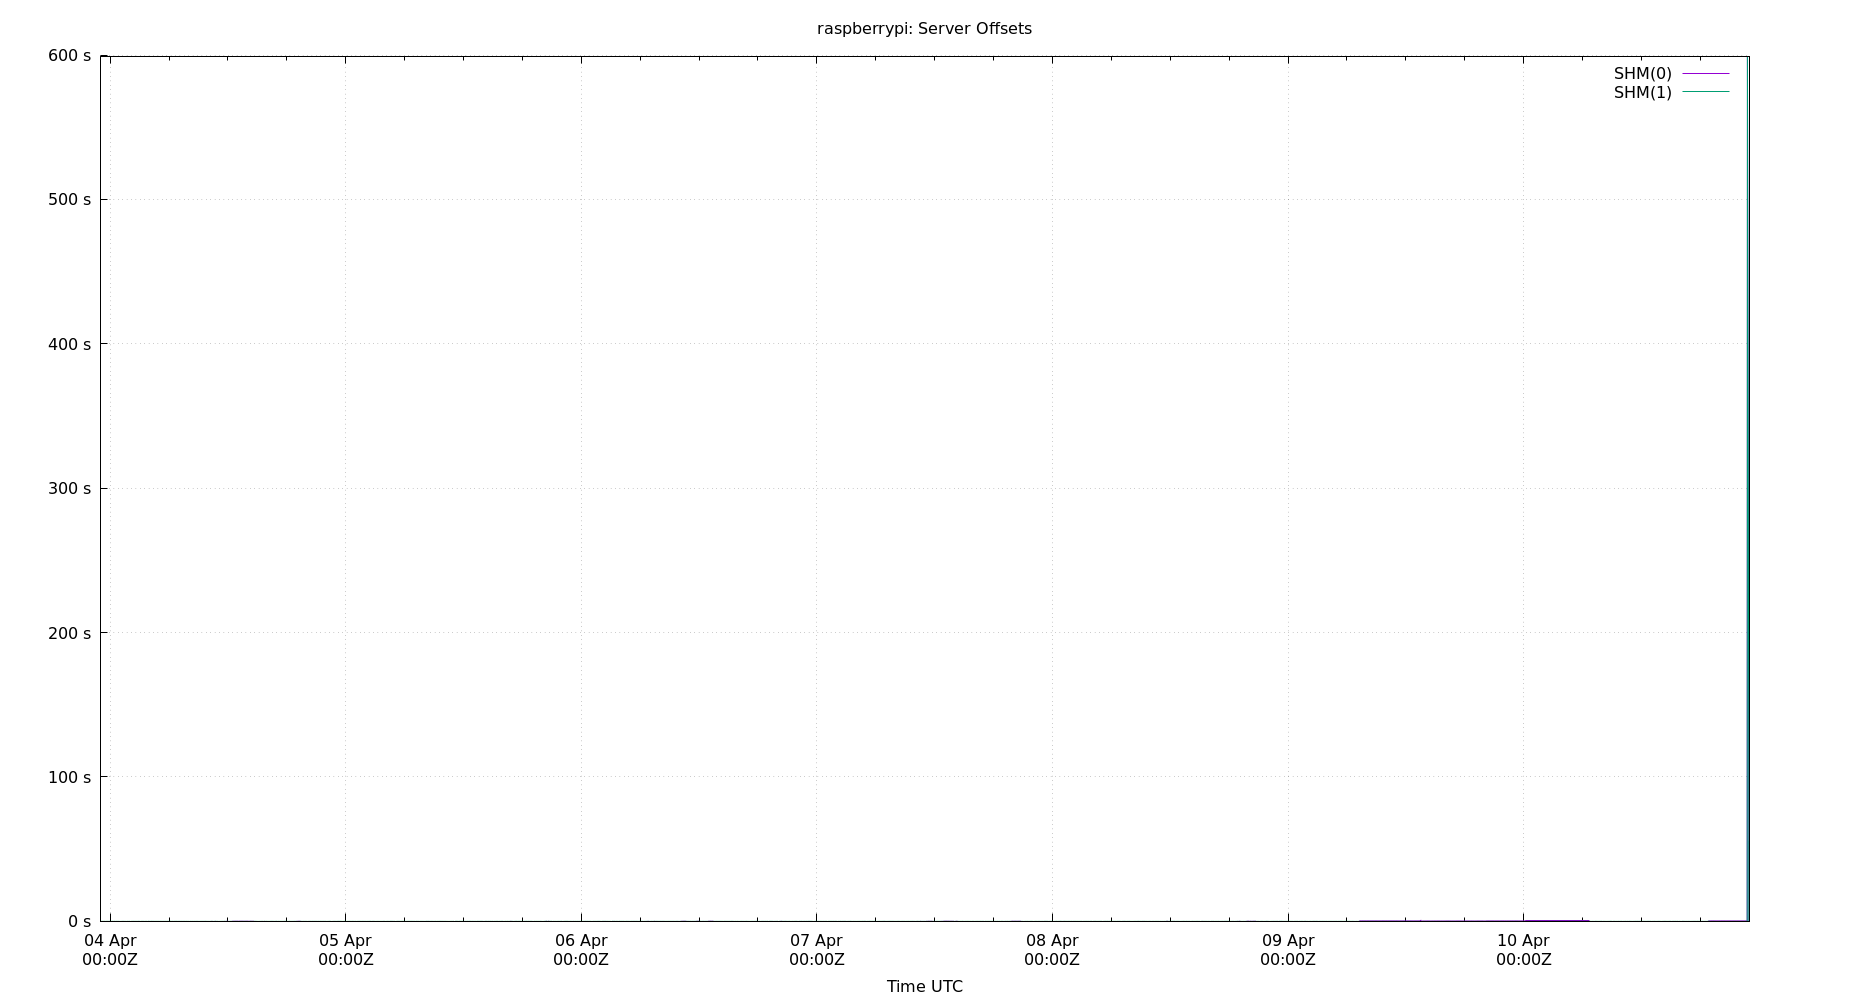 raspberrypi: Server Offsets
600 s
SHM(0)
SHM(1)
500 s
400 s
300 s
200 s
100 s
0 s
04 Apr 05 Apr 06 Apr 07 Apr 08 Apr 09 Apr 10 Apr
00:00Z 00:00Z 00:00Z 00:00Z 00:00Z 00:00Z 00:00Z
Time UTC